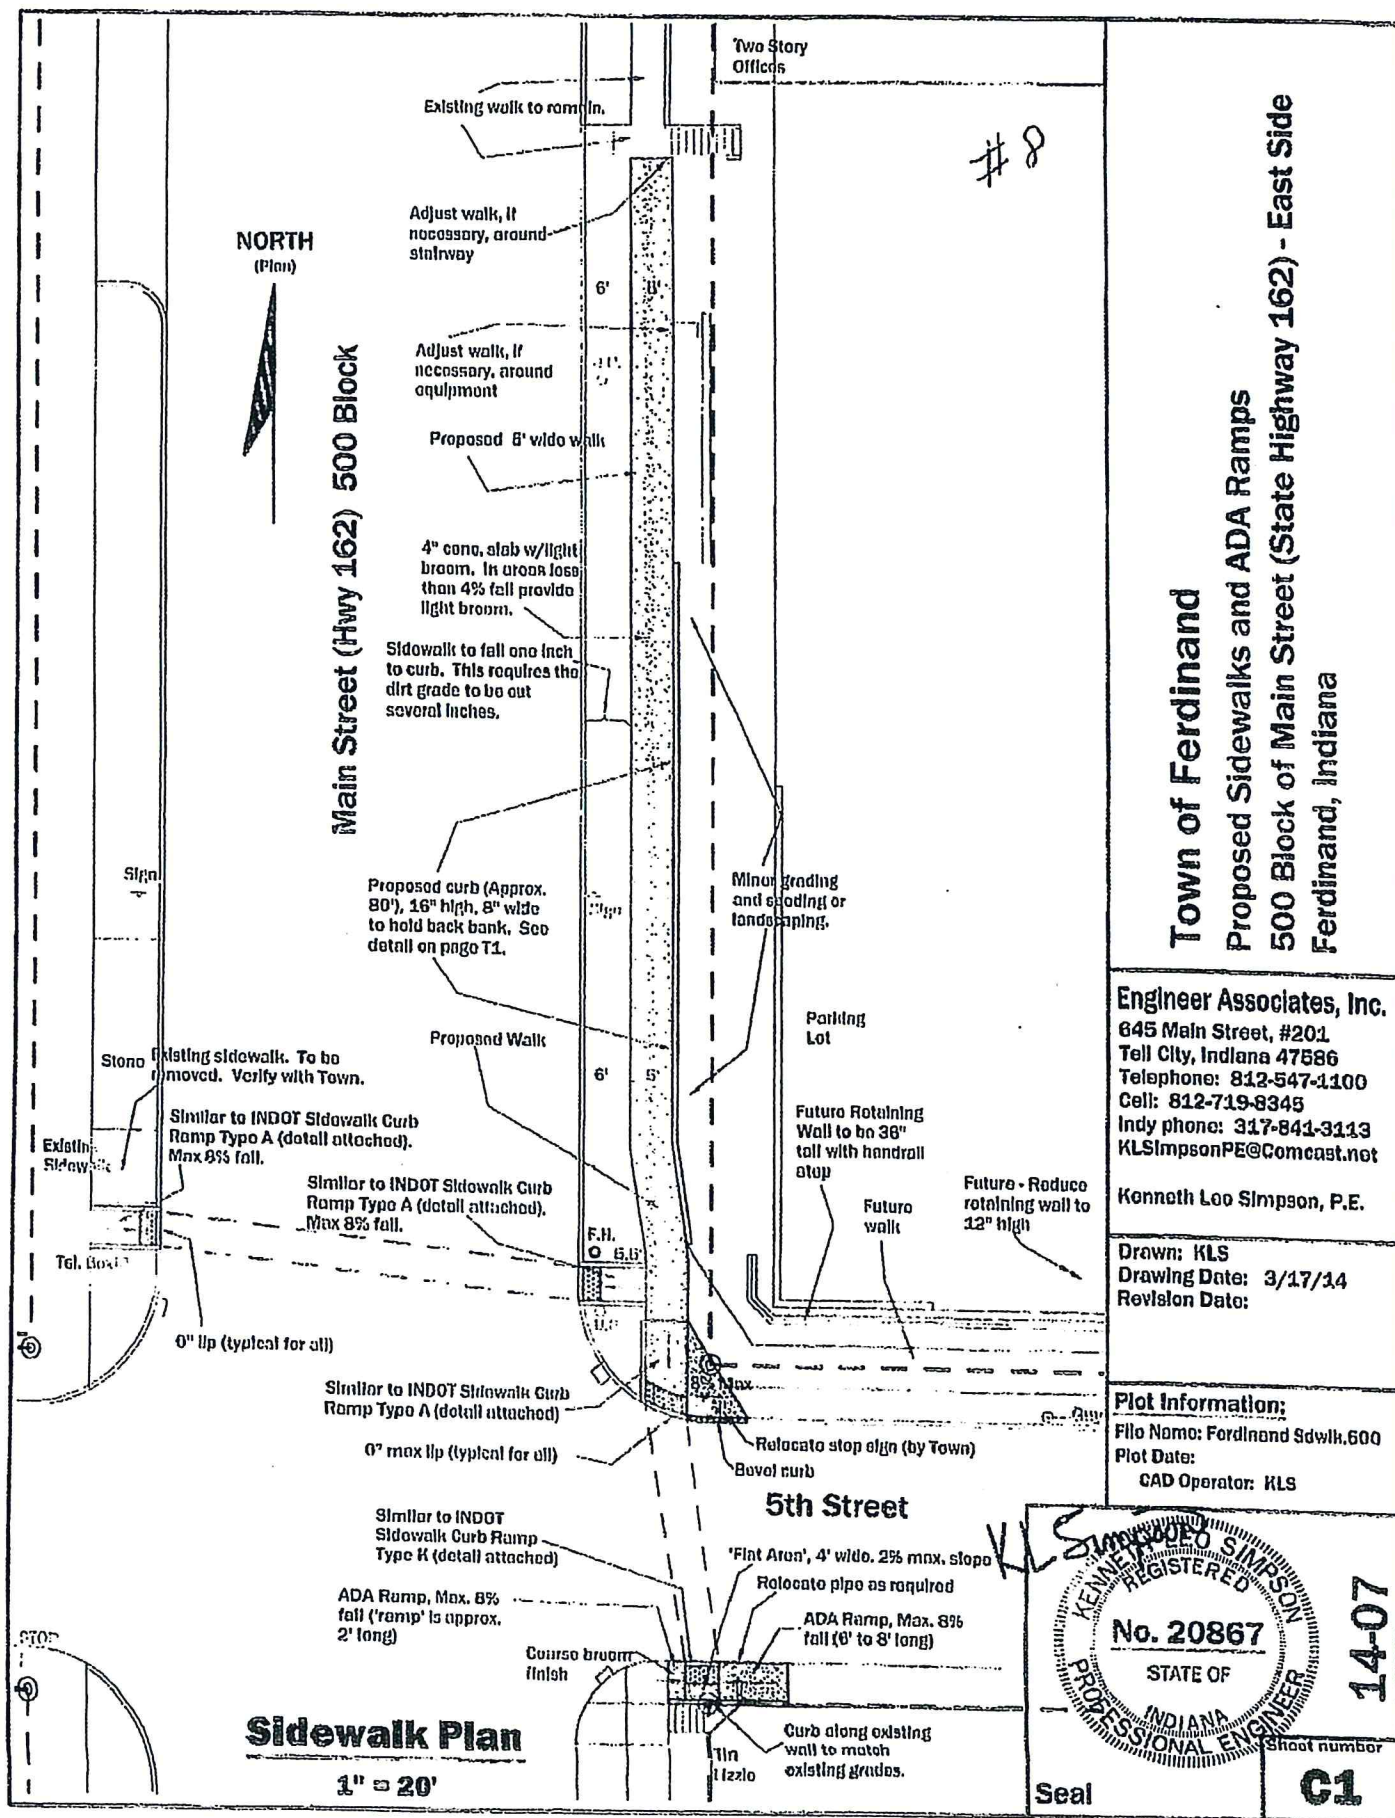 Two Story
Offices
Existing walk to remain.
# 8
Adjust walk, if
necessary, around
stairway
NORTH
(Plan)
6'
Adjust walk, if
necessary, around
equipment
Main Street (Hwy 162) 500 Block
Proposed 6' wide walk
4" conc. slab w/light
broom. In areas less
than 4% fall provide
light broom.
Sidewalk to fall one inch
to curb. This requires the
dirt grade to be out
several inches.
Sign
Proposed curb (Approx.
80'), 16" high, 8" wide
to hold back bank. See
detail on page T1.
Sign
Minor grading
and seeding or
landscaping.
Proposed Walk
Parking
Lot
6'
5'
Stone
Existing sidewalk. To be
removed. Verify with Town.
Existing
Sidewalk
Similar to INDOT Sidewalk Curb
Ramp Type A (detail attached).
Max 8% fall.
Similar to INDOT Sidewalk Curb
Ramp Type A (detail attached).
Max 8% fall.
Future Retaining
Wall to be 36"
tall with handrail
atop
Future
walk
Future - Reduce
retaining wall to
12" high
F.H.
5.5'
Tel. Box
0" lip (typical for all)
8% Max
Similar to INDOT Sidewalk Curb
Ramp Type A (detail attached)
0" max lip (typical for all)
Relocate stop sign (by Town)
Bevel curb
5th Street
Similar to INDOT
Sidewalk Curb Ramp
Type K (detail attached)
'Flat Area', 4' wide. 2% max. slope
Relocate pipe as required
ADA Ramp, Max. 8%
fall ('ramp' is approx.
2' long)
ADA Ramp, Max. 8%
fall (6' to 8' long)
Course broom
finish
STOP
Curb along existing
wall to match
existing grades.
Tin
Lizzie
Sidewalk Plan
1" = 20'
Town of Ferdinand
Proposed Sidewalks and ADA Ramps
500 Block of Main Street (State Highway 162) - East Side
Ferdinand, Indiana
Engineer Associates, Inc.
645 Main Street, #201
Tell City, Indiana 47586
Telephone: 812-547-1100
Cell: 812-719-8345
Indy phone: 317-841-3113
KLSimpsonPE@Comcast.net
Kenneth Leo Simpson, P.E.
Drawn: KLS
Drawing Date: 3/17/14
Revision Date:
Plot Information:
File Name: Ferdinand Sdwlk.600
Plot Date:
CAD Operator: KLS
KL Simpson
KENNETH LEO SIMPSON
REGISTERED
No. 20867
STATE OF
INDIANA
PROFESSIONAL ENGINEER
Seal
14-07
Sheet number
C1